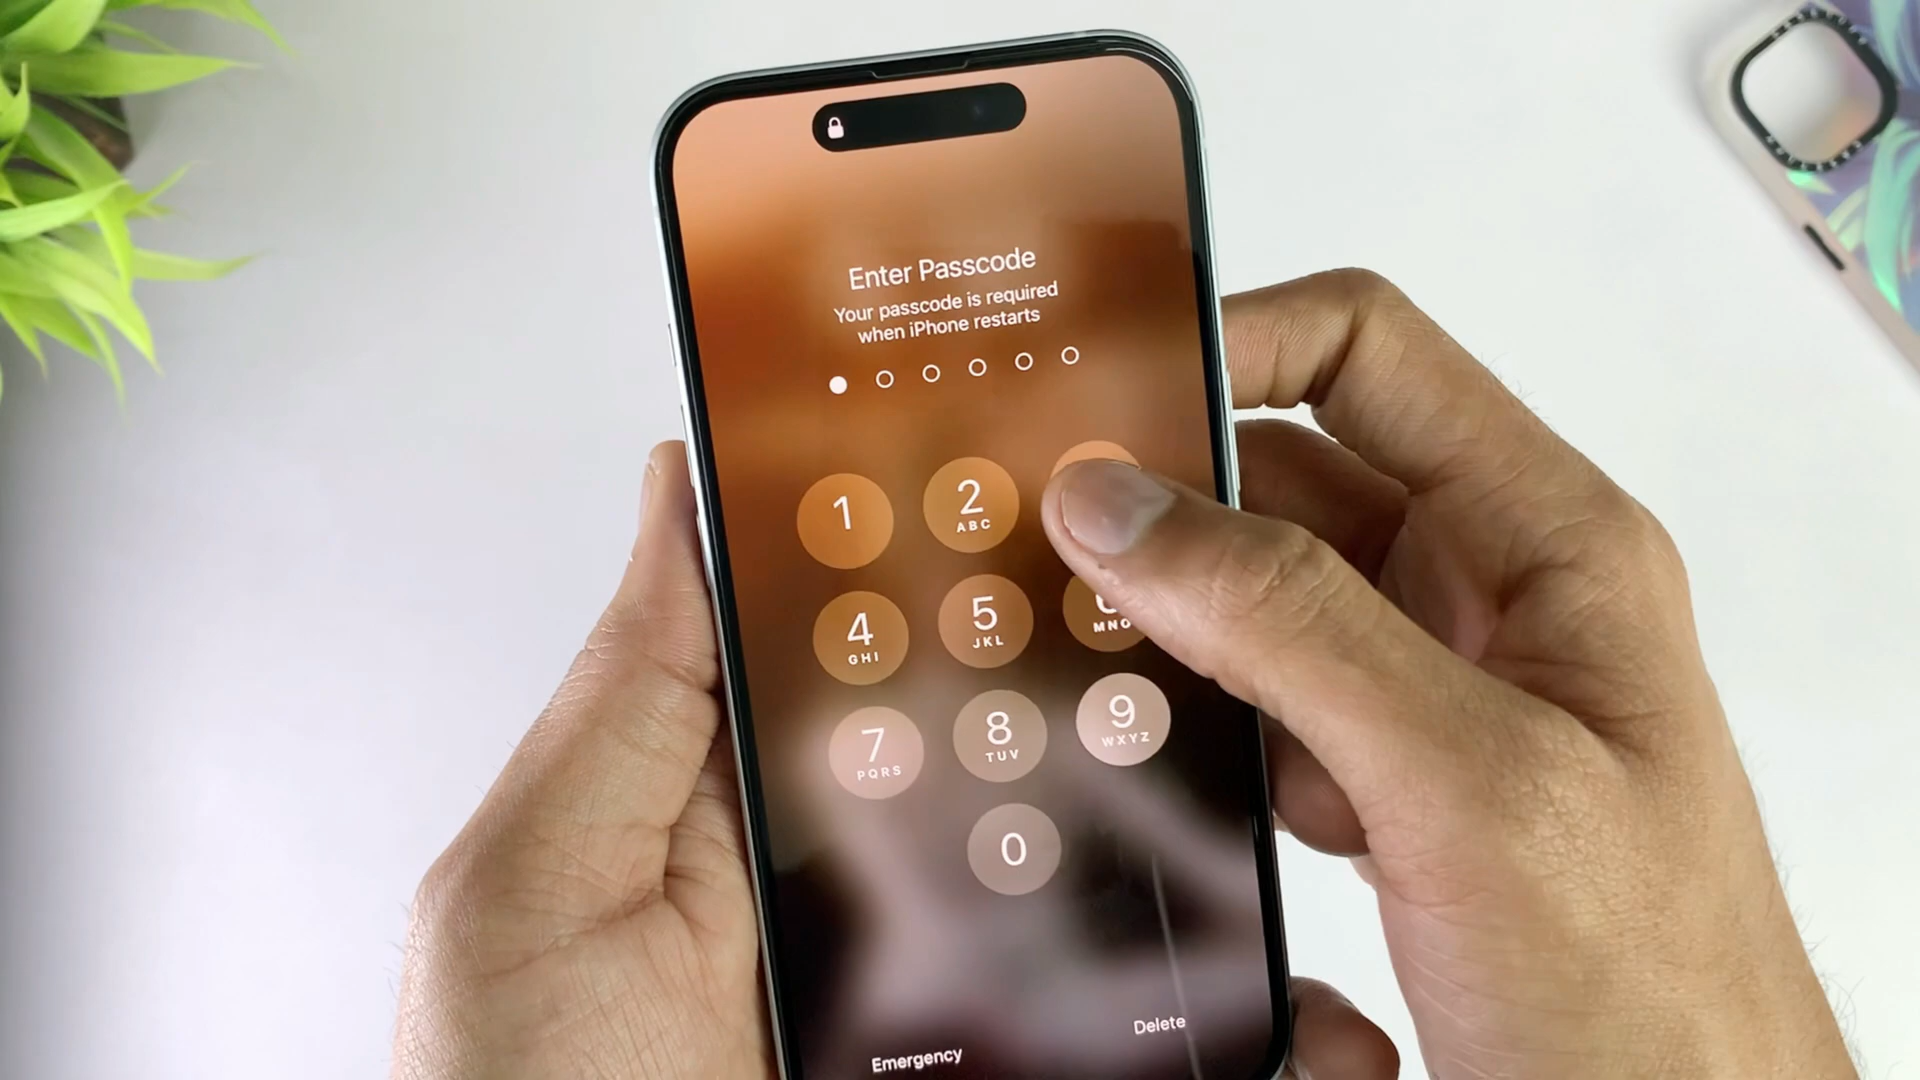 Enter Passcode
Your passcode is required
when iPhone restarts
1
2
ABC
4
GHI
5
JKL
MNO
7
PQRS
8
TUV
9
WXYZ
0
Delete
Emergency